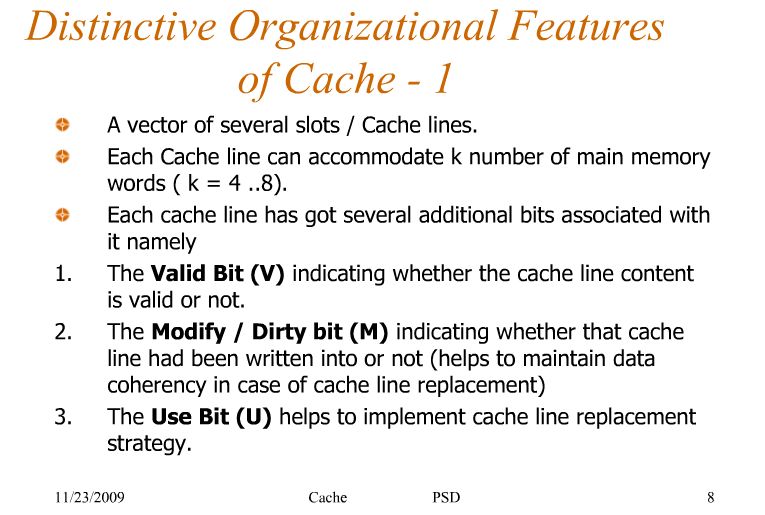 Distinctive Organizational Features
of Cache - 1
A vector of several slots / Cache lines.
Each Cache line can accommodate k number of main memory
words ( k = 4 ..8).
Each cache line has got several additional bits associated with
it namely
1. The Valid Bit (V) indicating whether the cache line content
is valid or not.
2. The Modify / Dirty bit (M) indicating whether that cache
line had been written into or not (helps to maintain data
coherency in case of cache line replacement)
3. The Use Bit (U) helps to implement cache line replacement
strategy.
11/23/2009 Cache PSD 8